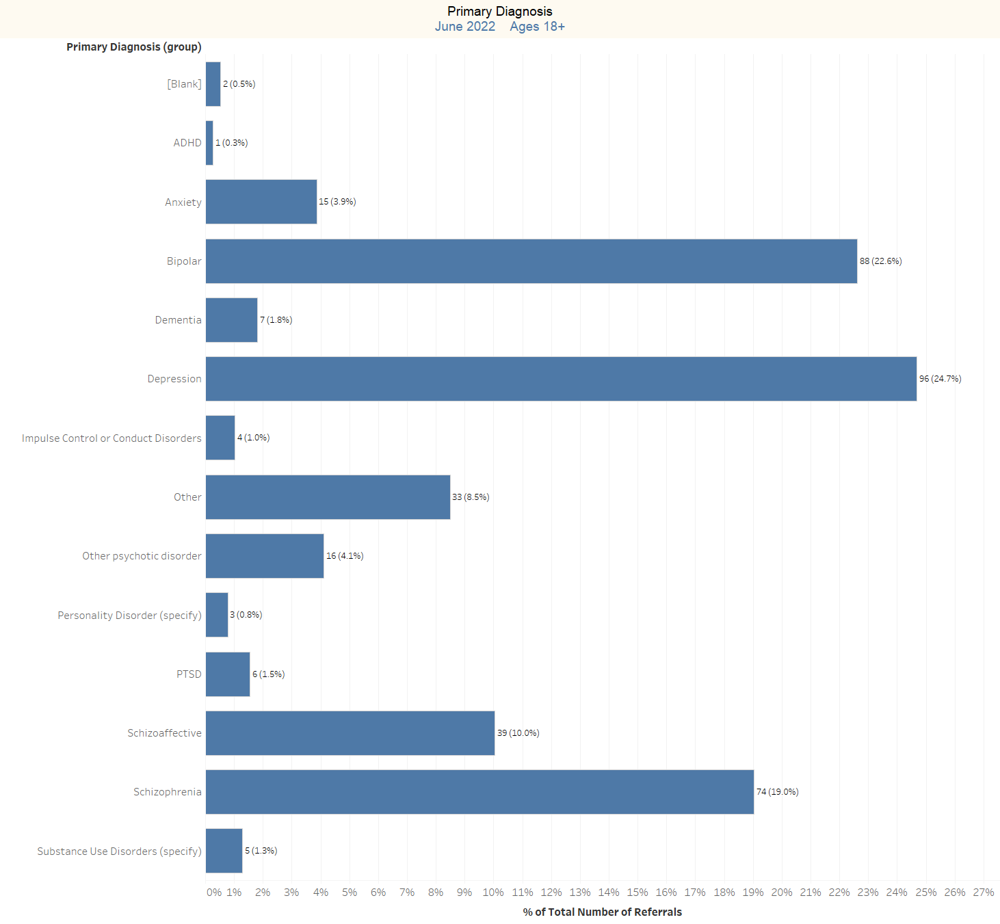 Primary Diagnosis
June 2022 Ages 18+
Primary Diagnosis (group)
[Blank] 2 (0.5%)
ADHD 1 (0.3%)
Anxiety 15 (3.9%)
Bipolar 88 (22.6%)
Dementia 7 (1.8%)
Depression 96 (24.7%)
Impulse Control or Conduct Disorders 4 (1.0%)
Other 33 (8.5%)
Other psychotic disorder 16 (4.1%)
Personality Disorder (specify) 3 (0.8%)
PTSD 6 (1.5%)
Schizoaffective 39 (10.0%)
Schizophrenia 74 (19.0%)
Substance Use Disorders (specify) 5 (1.3%)
0% 1% 2% 3% 4% 5% 6% 7% 8% 9% 10% 11% 12% 13% 14% 15% 16% 17% 18% 19% 20% 21% 22% 23% 24% 25% 26% 27%
% of Total Number of Referrals